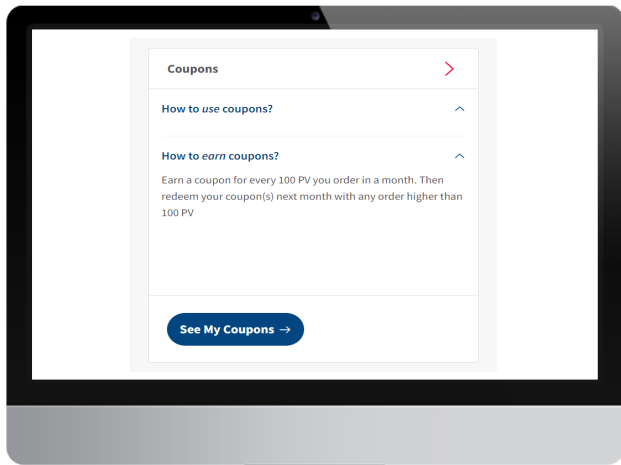 Coupons
How to use coupons?
How to earn coupons?
Earn a coupon for every 100 PV you order in a month. Then
redeem your coupon(s) next month with any order higher than
100 PV
See My Coupons →